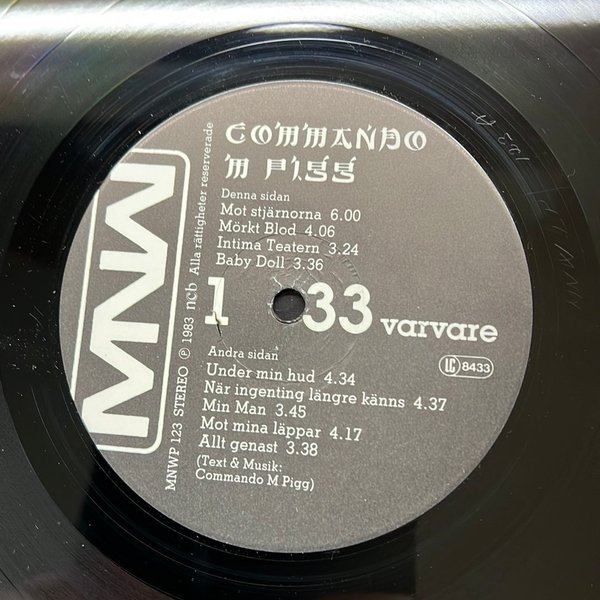 COMMANDO
M PIGG
Denna sidan
Mot stjärnorna 6.00
Mörkt Blod 4.06
Intima Teatern 3.24
Baby Doll 3.36
1 33 varvare
Andra sidan
Under min hud 4.34
När ingenting längre känns 4.37
Min Man 3.45
Mot mina läppar 4.17
Allt genast 3.38
(Text & Musik:
Commando M Pigg)
LC 8433
MNW
MNWP 123 STEREO ℗ 1983 ncb Alla rättigheter reserverade